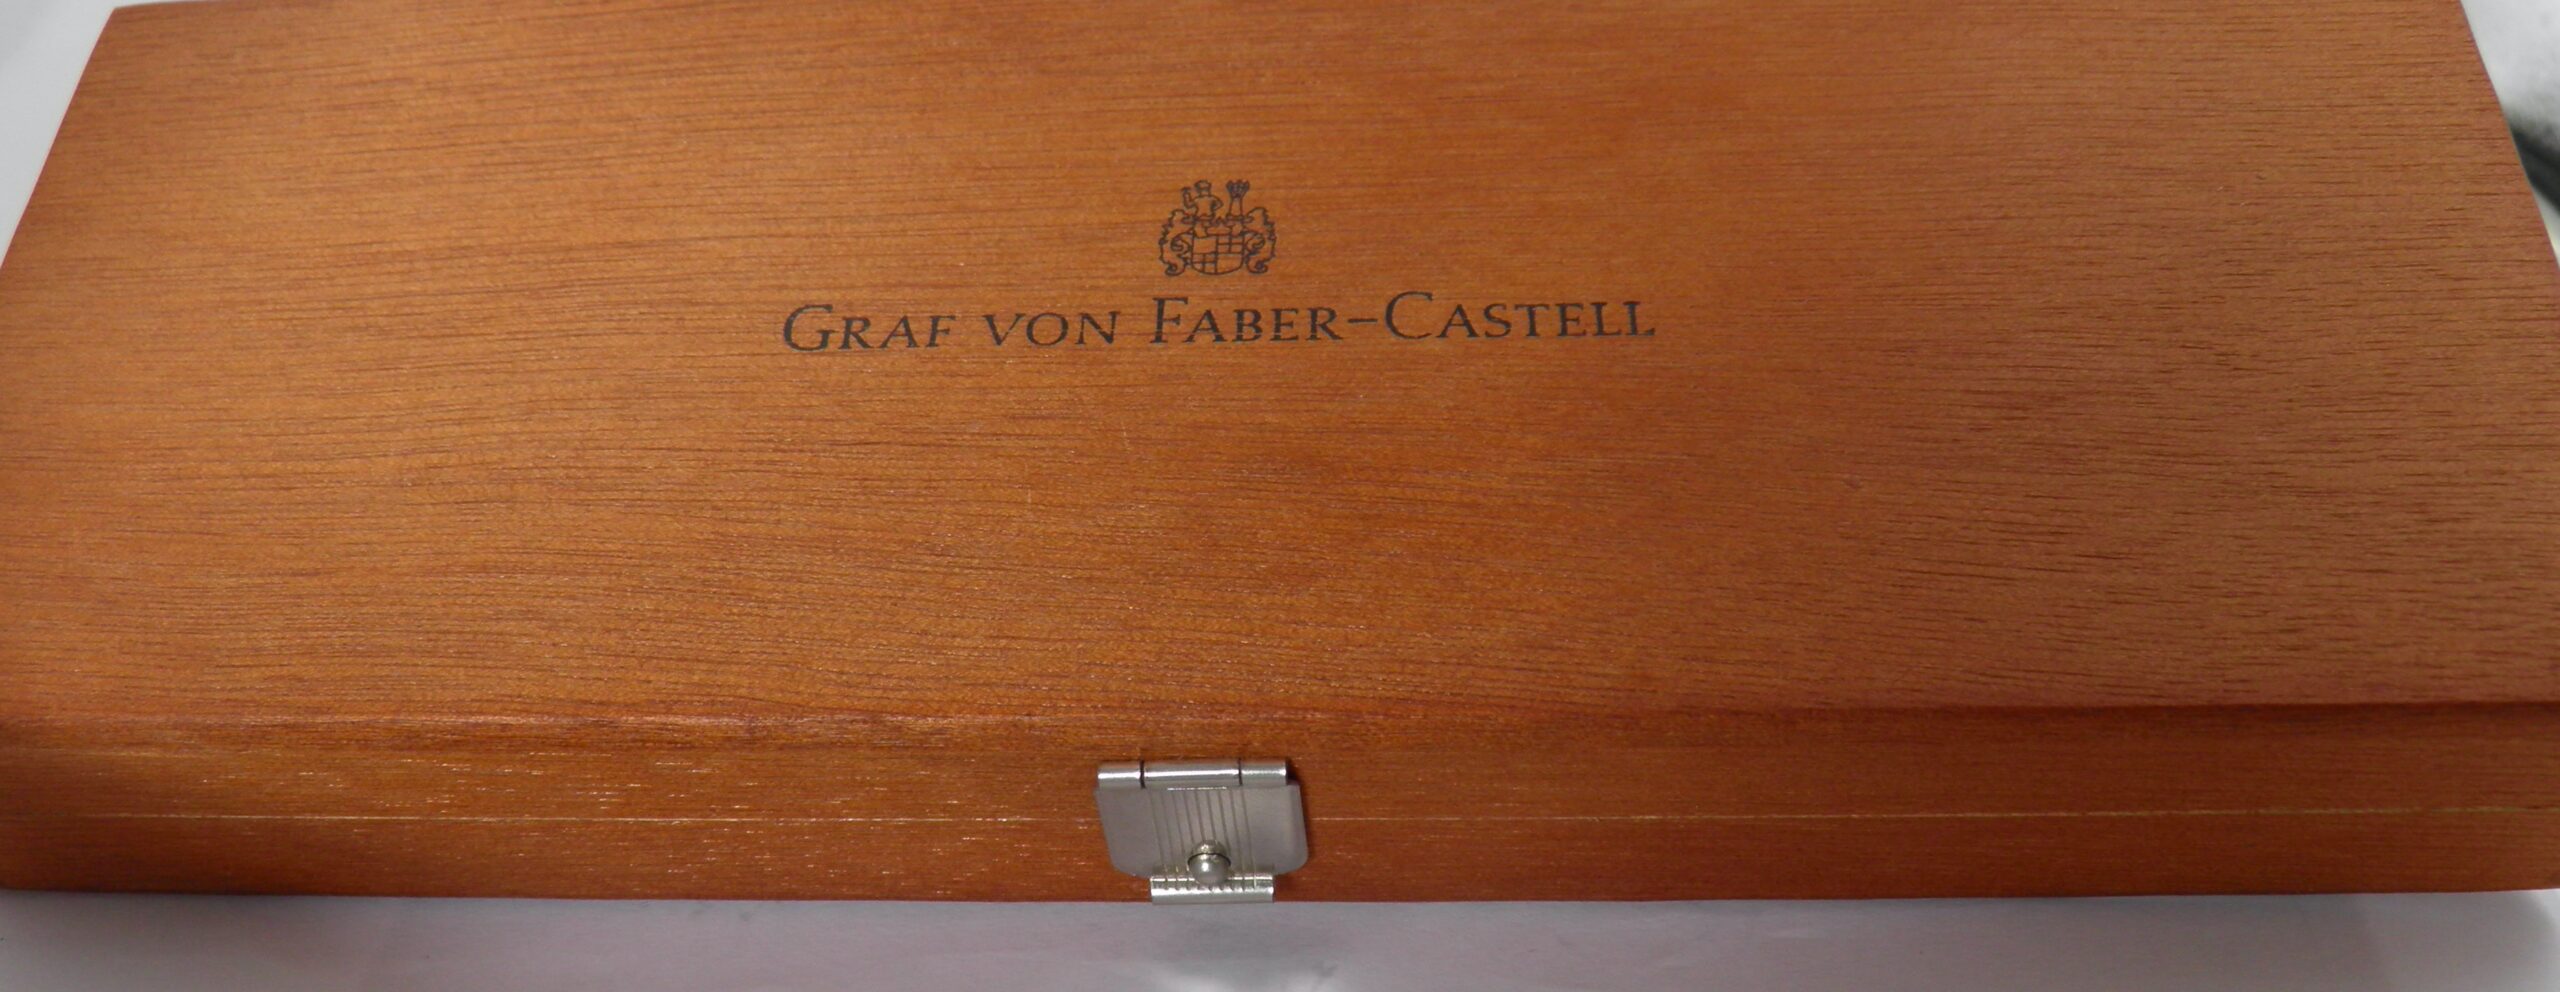 GRAF VON FABER-CASTELL